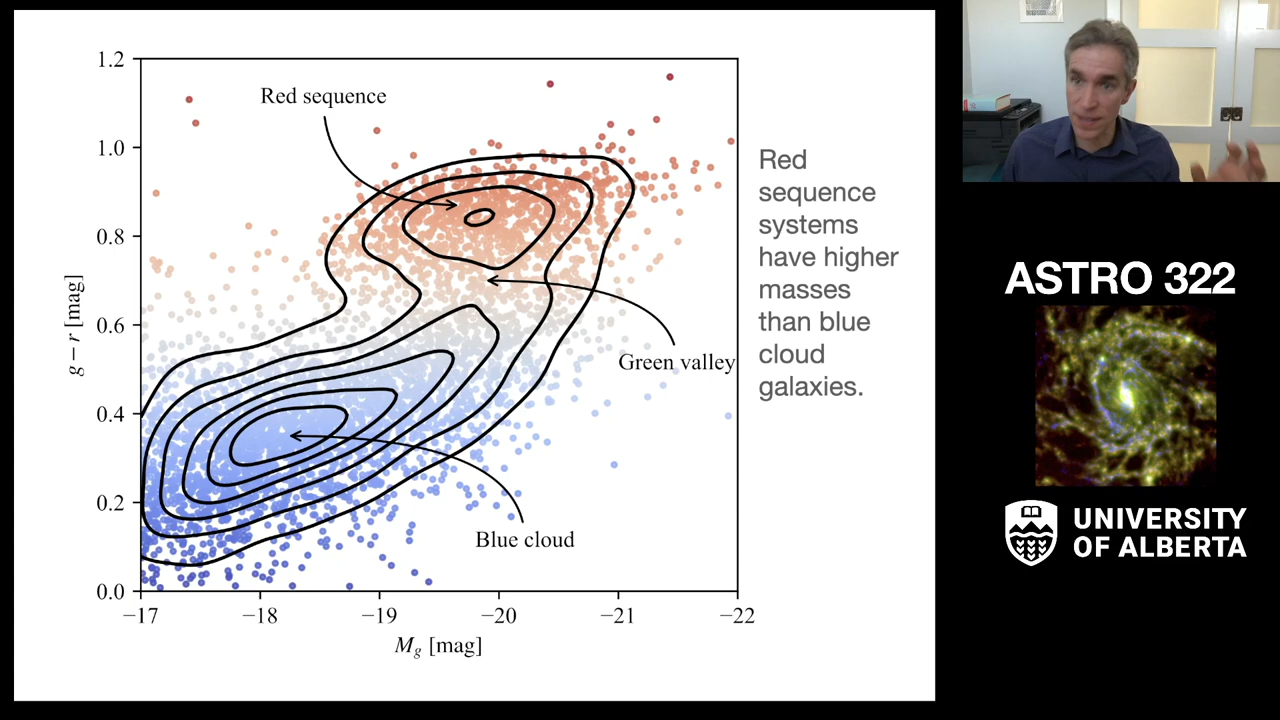 1.2
1.0
0.8
0.6
0.4
0.2
0.0
g − r [mag]
Red sequence
Green valley
Blue cloud
−17 −18 −19 −20 −21 −22
Mg [mag]
Red
sequence
systems
have higher
masses
than blue
cloud
galaxies.
ASTRO 322
UNIVERSITY
OF ALBERTA